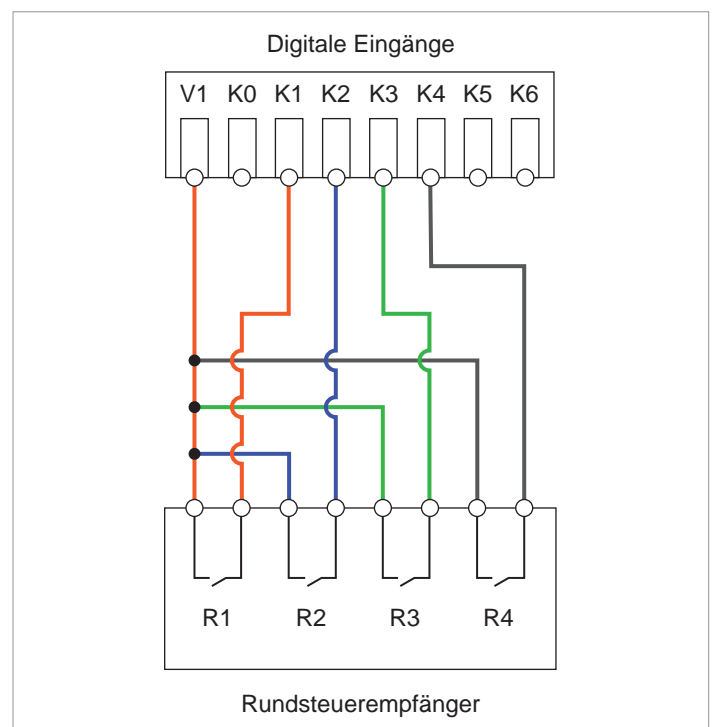 Digitale Eingänge
V1 K0 K1 K2 K3 K4 K5 K6
R1 R2 R3 R4
Rundsteuerempfänger